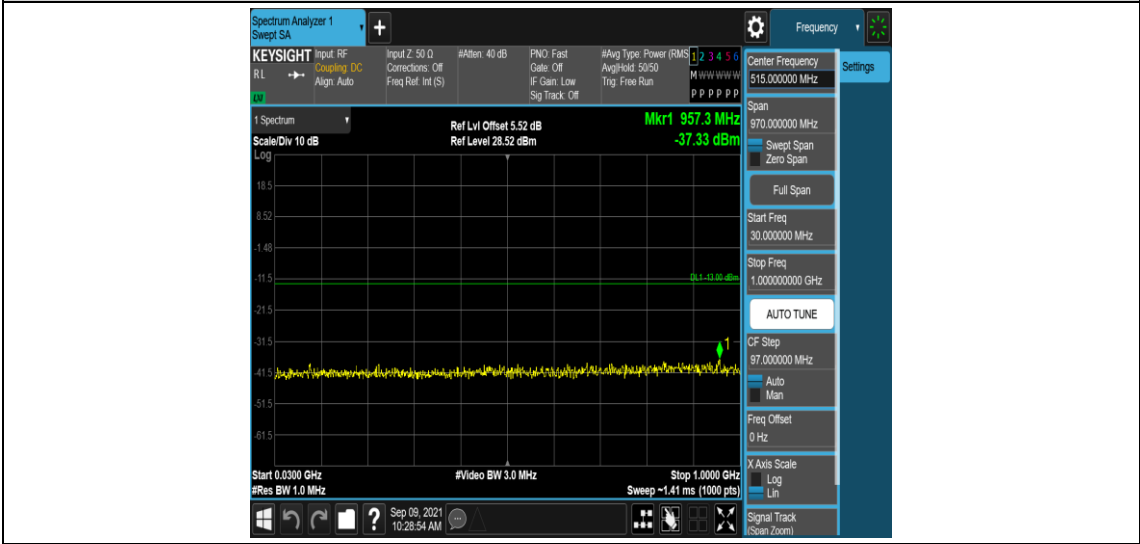 Spectrum Analyzer 1
Swept SA
+
Frequency
KEYSIGHT
RL
LNI
Input: RF
Coupling: DC
Align: Auto
Input Z: 50 Ω
Corrections: Off
Freq Ref: Int (S)
#Atten: 40 dB
PNO: Fast
Gate: Off
IF Gain: Low
Sig Track: Off
#Avg Type: Power (RMS
Avg|Hold: 50/50
Trig: Free Run
1 2 3 4 5 6
M W W W W W
P P P P P P
1 Spectrum
Scale/Div 10 dB
Log
Ref Lvl Offset 5.52 dB
Ref Level 28.52 dBm
Mkr1 957.3 MHz
-37.33 dBm
18.5
8.52
-1.48
-11.5
DL1 -13.00 dBm
-21.5
-31.5
1
-41.5
-51.5
-61.5
Start 0.0300 GHz
#Res BW 1.0 MHz
#Video BW 3.0 MHz
Stop 1.0000 GHz
Sweep ~1.41 ms (1000 pts)
?
Sep 09, 2021
10:28:54 AM
Center Frequency
515.000000 MHz
Settings
Span
970.000000 MHz
Swept Span
Zero Span
Full Span
Start Freq
30.000000 MHz
Stop Freq
1.000000000 GHz
AUTO TUNE
CF Step
97.000000 MHz
Auto
Man
Freq Offset
0 Hz
X Axis Scale
Log
Lin
Signal Track
(Span Zoom)